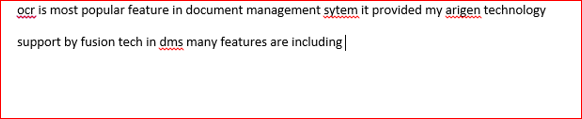 ocr is most popular feature in document management sytem it provided my arigen technology
support by fusion tech in dms many features are including